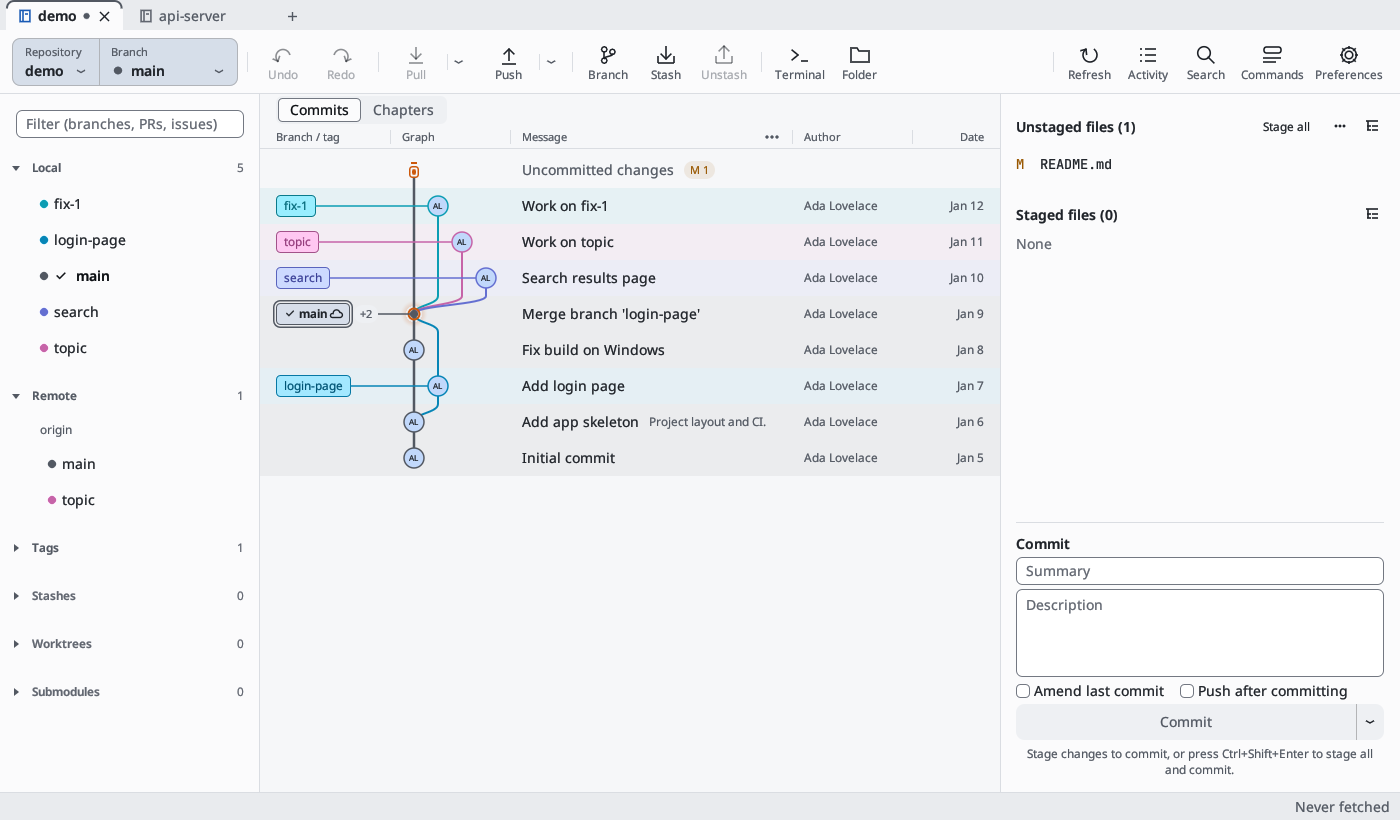 demo
api-server
Repository
demo
Branch
main
Undo
Redo
Pull
Push
Branch
Stash
Unstash
Terminal
Folder
Refresh
Activity
Search
Commands
Preferences
Filter (branches, PRs, issues)
Local 5
fix-1
login-page
main
search
topic
Remote 1
origin
main
topic
Tags 1
Stashes 0
Worktrees 0
Submodules 0
Commits Chapters
Branch / tag Graph Message Author Date
Uncommitted changes M 1
fix-1 AL Work on fix-1 Ada Lovelace Jan 12
topic AL Work on topic Ada Lovelace Jan 11
search AL Search results page Ada Lovelace Jan 10
main +2 Merge branch 'login-page' Ada Lovelace Jan 9
AL Fix build on Windows Ada Lovelace Jan 8
login-page AL Add login page Ada Lovelace Jan 7
AL Add app skeleton Project layout and CI. Ada Lovelace Jan 6
AL Initial commit Ada Lovelace Jan 5
Unstaged files (1) Stage all
M README.md
Staged files (0)
None
Commit
Summary
Description
Amend last commit Push after committing
Commit
Stage changes to commit, or press Ctrl+Shift+Enter to stage all
and commit.
Never fetched